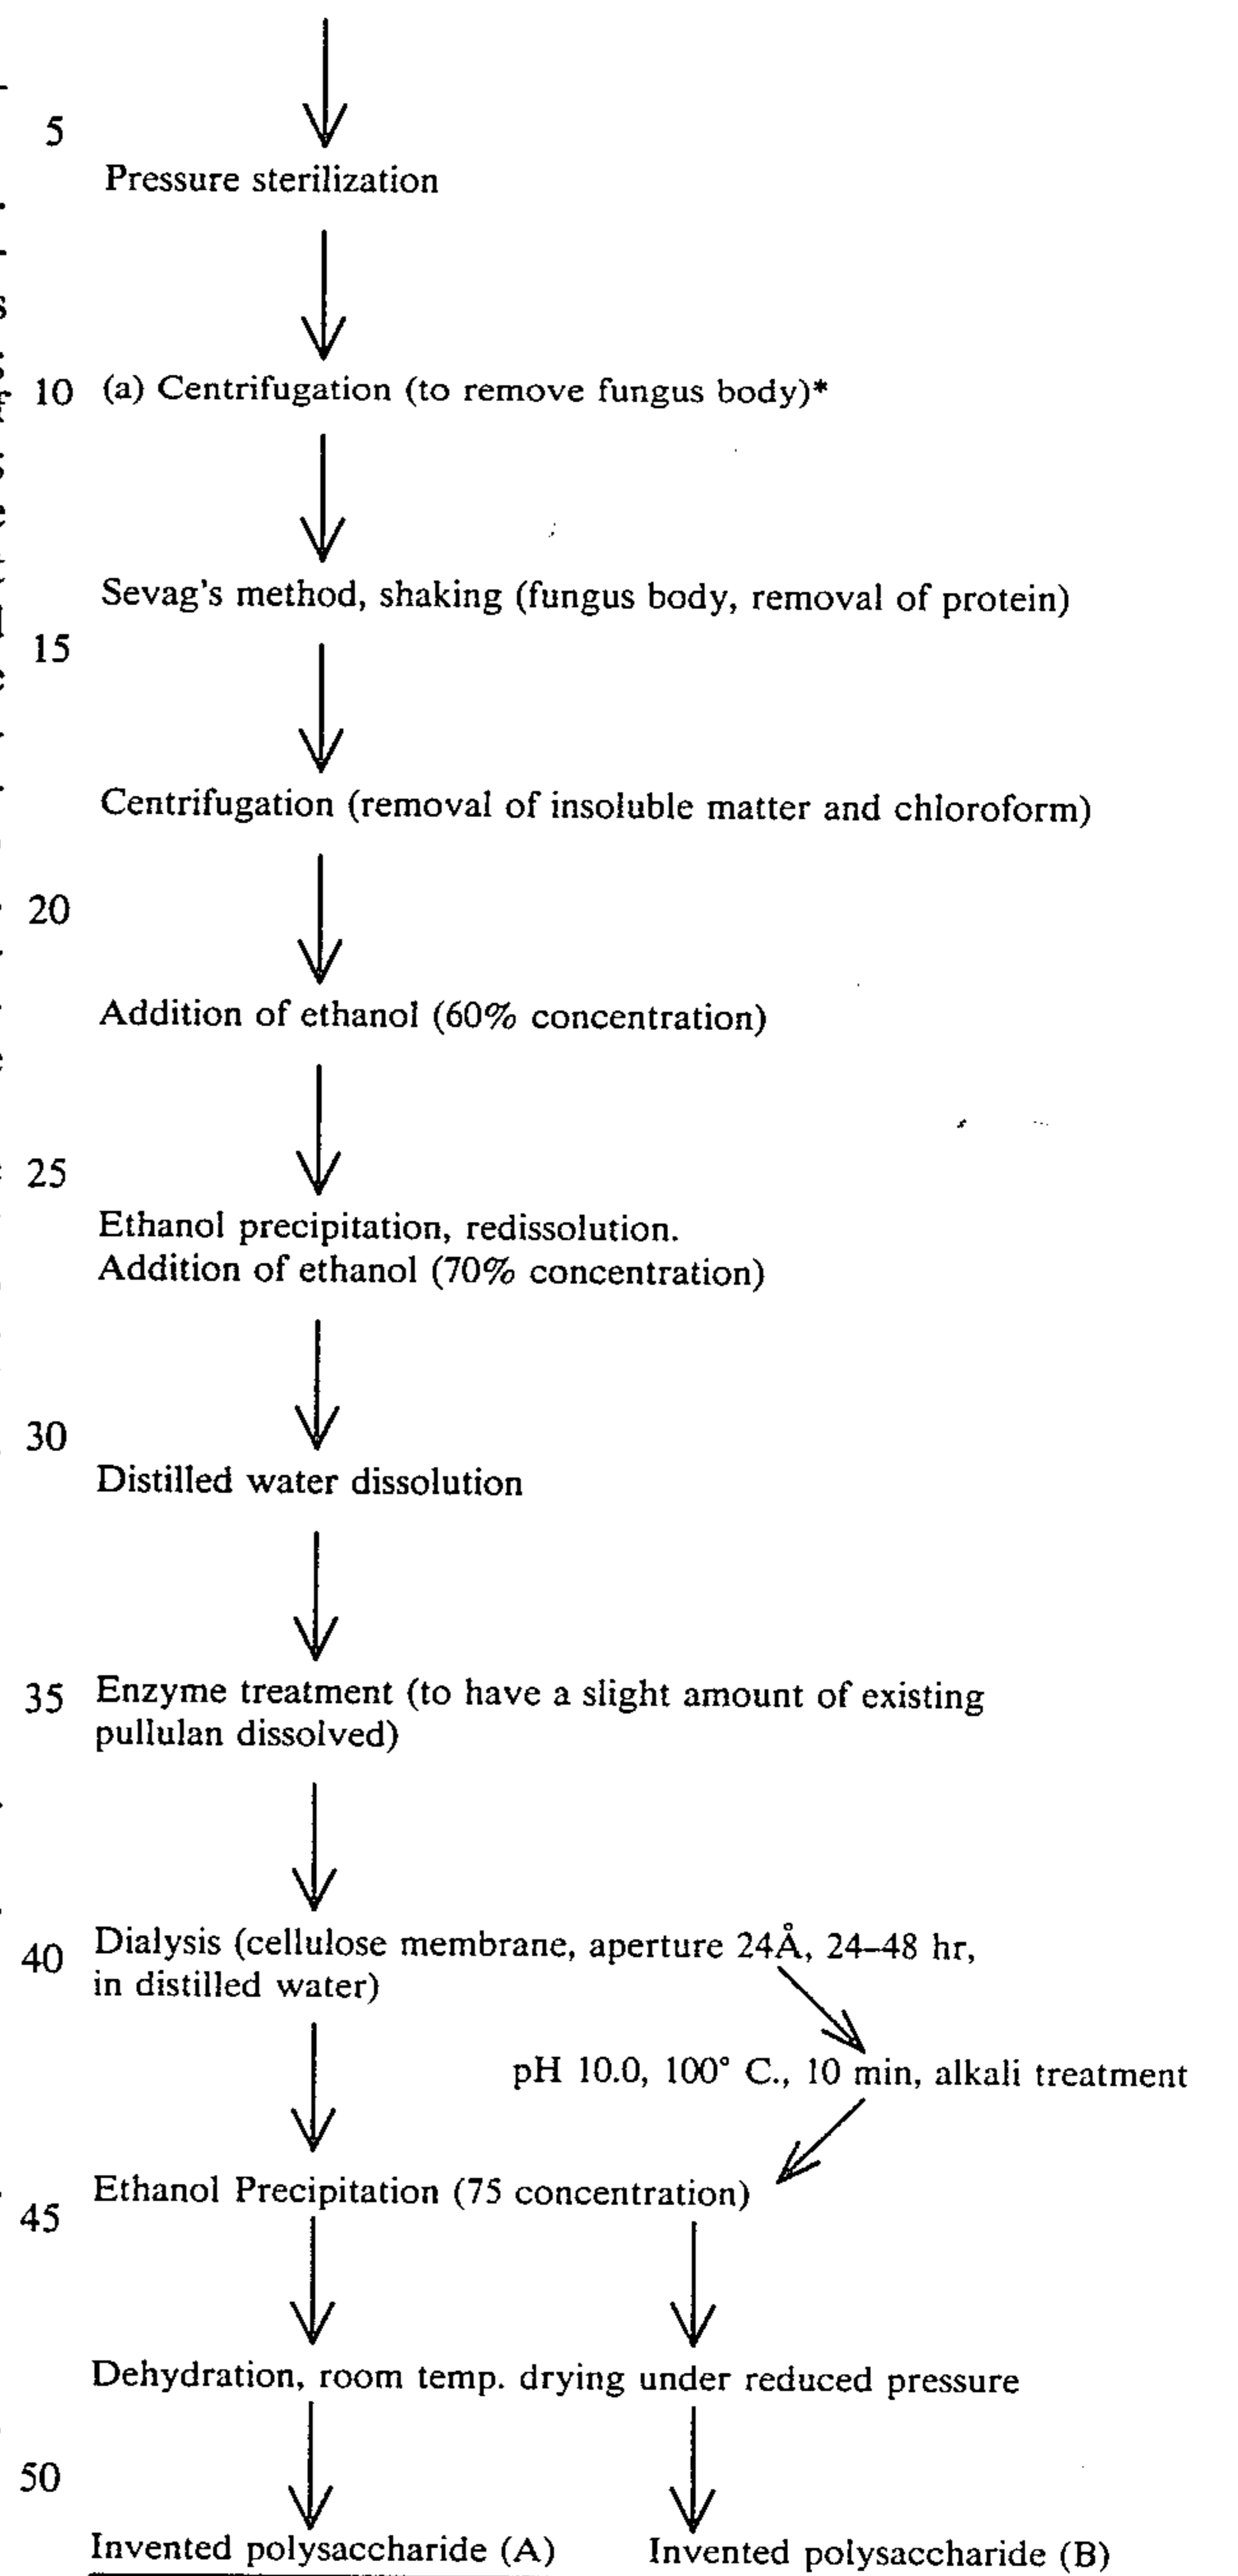 5
Pressure sterilization
10 (a) Centrifugation (to remove fungus body)*
Sevag's method, shaking (fungus body, removal of protein)
15
Centrifugation (removal of insoluble matter and chloroform)
20
Addition of ethanol (60% concentration)
25
Ethanol precipitation, redissolution.
Addition of ethanol (70% concentration)
30
Distilled water dissolution
35 Enzyme treatment (to have a slight amount of existing
pullulan dissolved)
40 Dialysis (cellulose membrane, aperture 24Å, 24–48 hr,
in distilled water)
pH 10.0, 100° C., 10 min, alkali treatment
Ethanol Precipitation (75 concentration)
45
Dehydration, room temp. drying under reduced pressure
50
Invented polysaccharide (A) Invented polysaccharide (B)